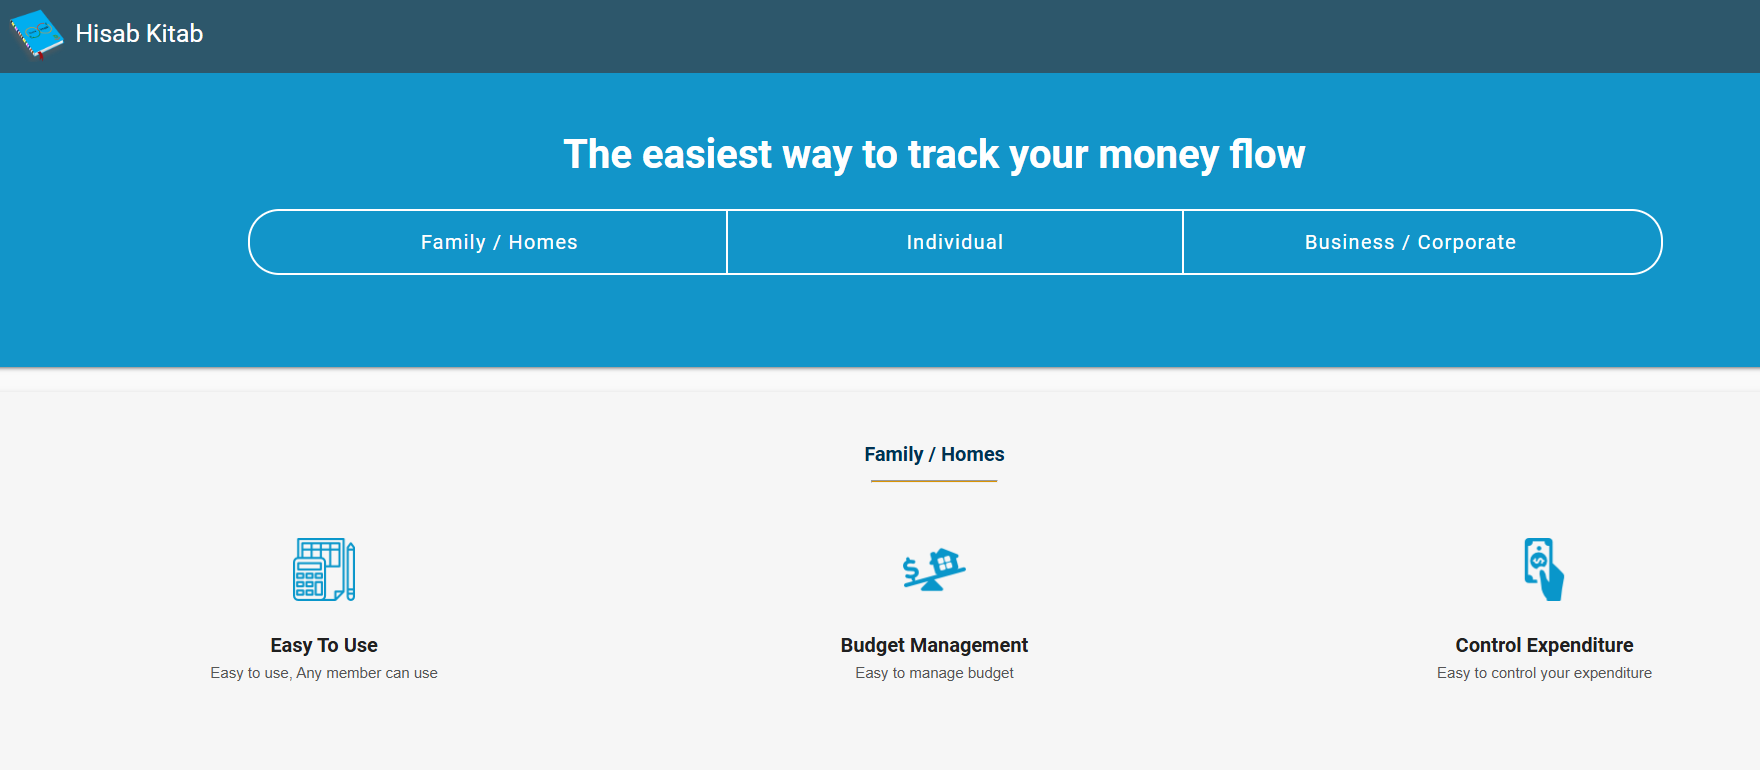 Hisab Kitab
The easiest way to track your money flow
Family / Homes
Individual
Business / Corporate
Family / Homes
Easy To Use
Easy to use, Any member can use
Budget Management
Easy to manage budget
Control Expenditure
Easy to control your expenditure